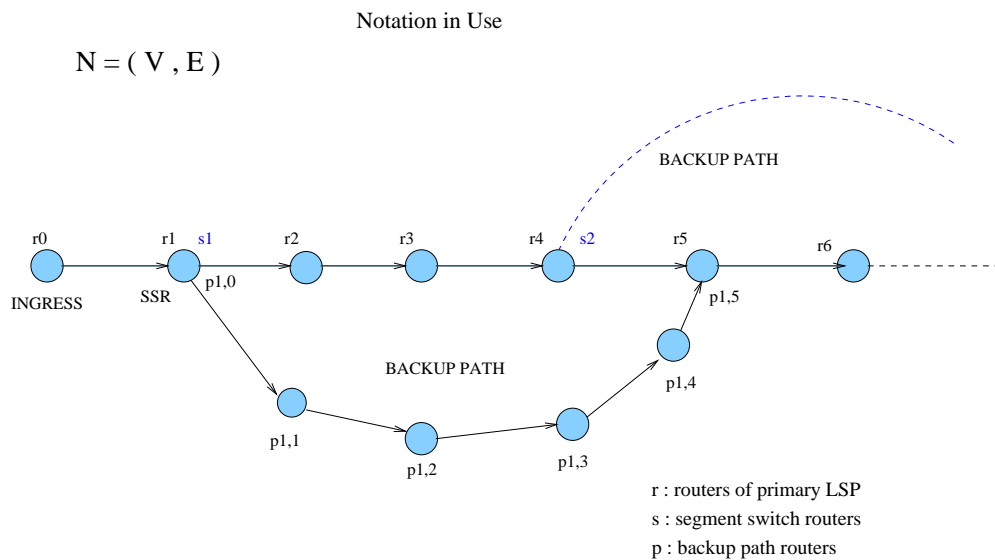 Notation in Use
N = ( V , E )
BACKUP PATH
r0
r1
s1
r2
r3
r4
s2
r5
r6
INGRESS
SSR
p1,0
p1,5
BACKUP PATH
p1,4
p1,1
p1,2
p1,3
r : routers of primary LSP
s : segment switch routers
p : backup path routers